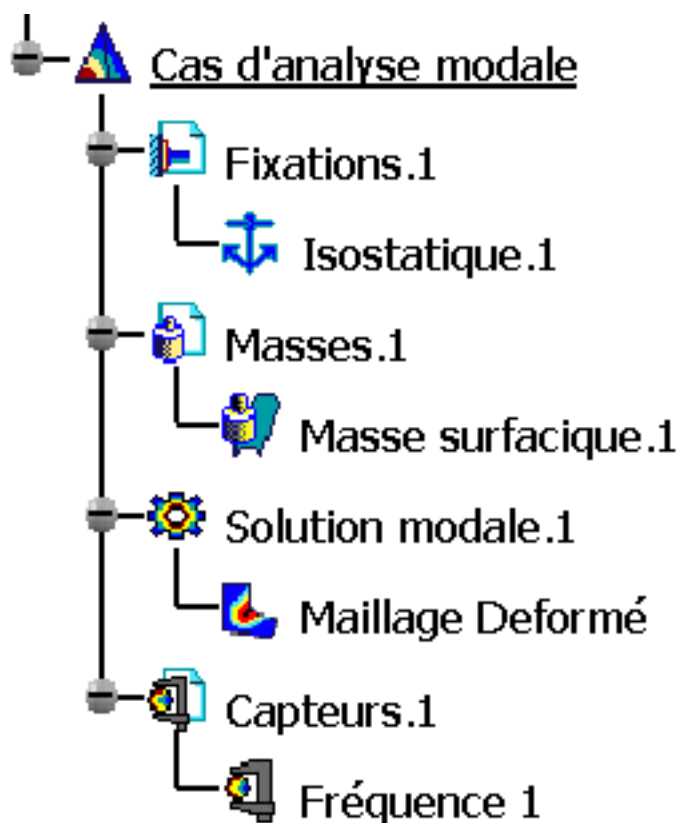 Cas d'analyse modale
Fixations.1
Isostatique.1
Masses.1
Masse surfacique.1
Solution modale.1
Maillage Deformé
Capteurs.1
Fréquence 1